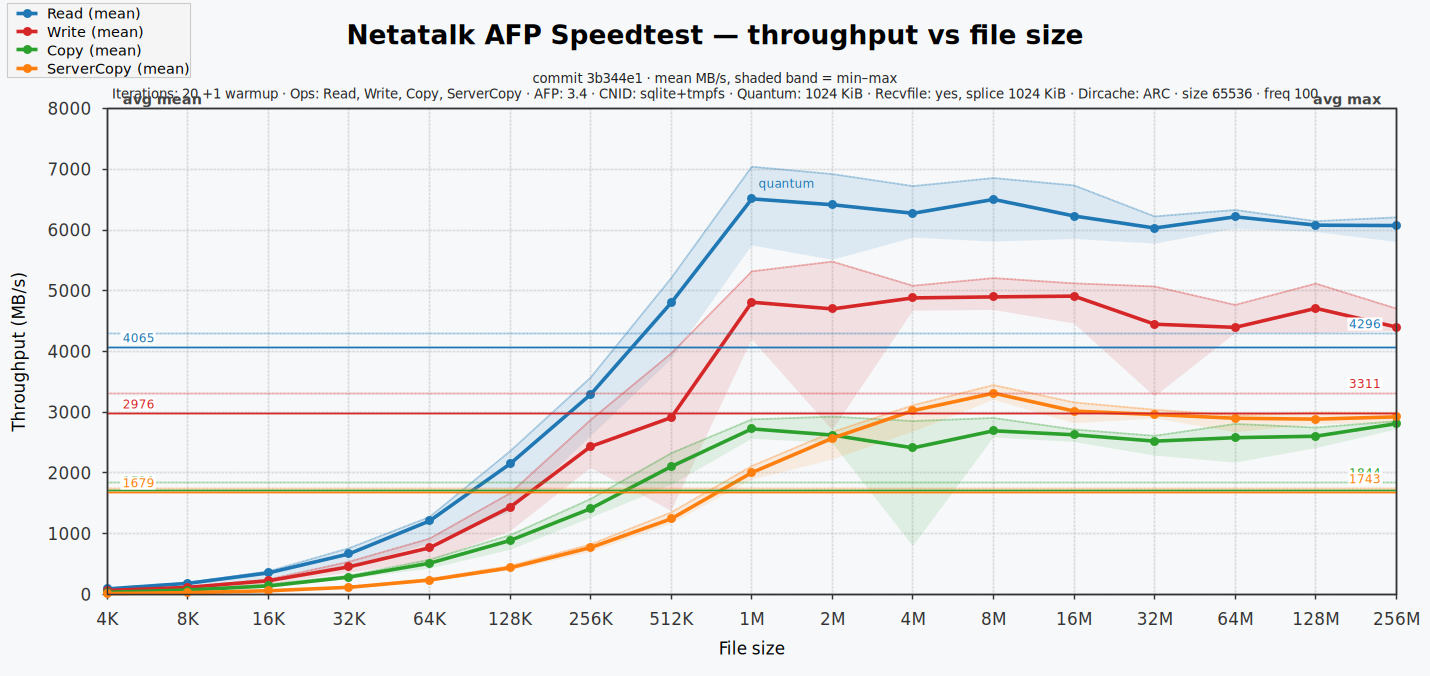 Read (mean)
Write (mean)
Copy (mean)
ServerCopy (mean)
Netatalk AFP Speedtest — throughput vs file size
commit 3b344e1 · mean MB/s, shaded band = min–max
Iterations: 20 +1 warmup · Ops: Read, Write, Copy, ServerCopy · AFP: 3.4 · CNID: sqlite+tmpfs · Quantum: 1024 KiB · Recvfile: yes, splice 1024 KiB · Dircache: ARC · size 65536 · freq 100
avg mean
avg max
8000
7000
6000
5000
4000
3000
2000
1000
0
Throughput (MB/s)
quantum
4065
4296
2976
3311
1679
1844
1743
4K 8K 16K 32K 64K 128K 256K 512K 1M 2M 4M 8M 16M 32M 64M 128M 256M
File size